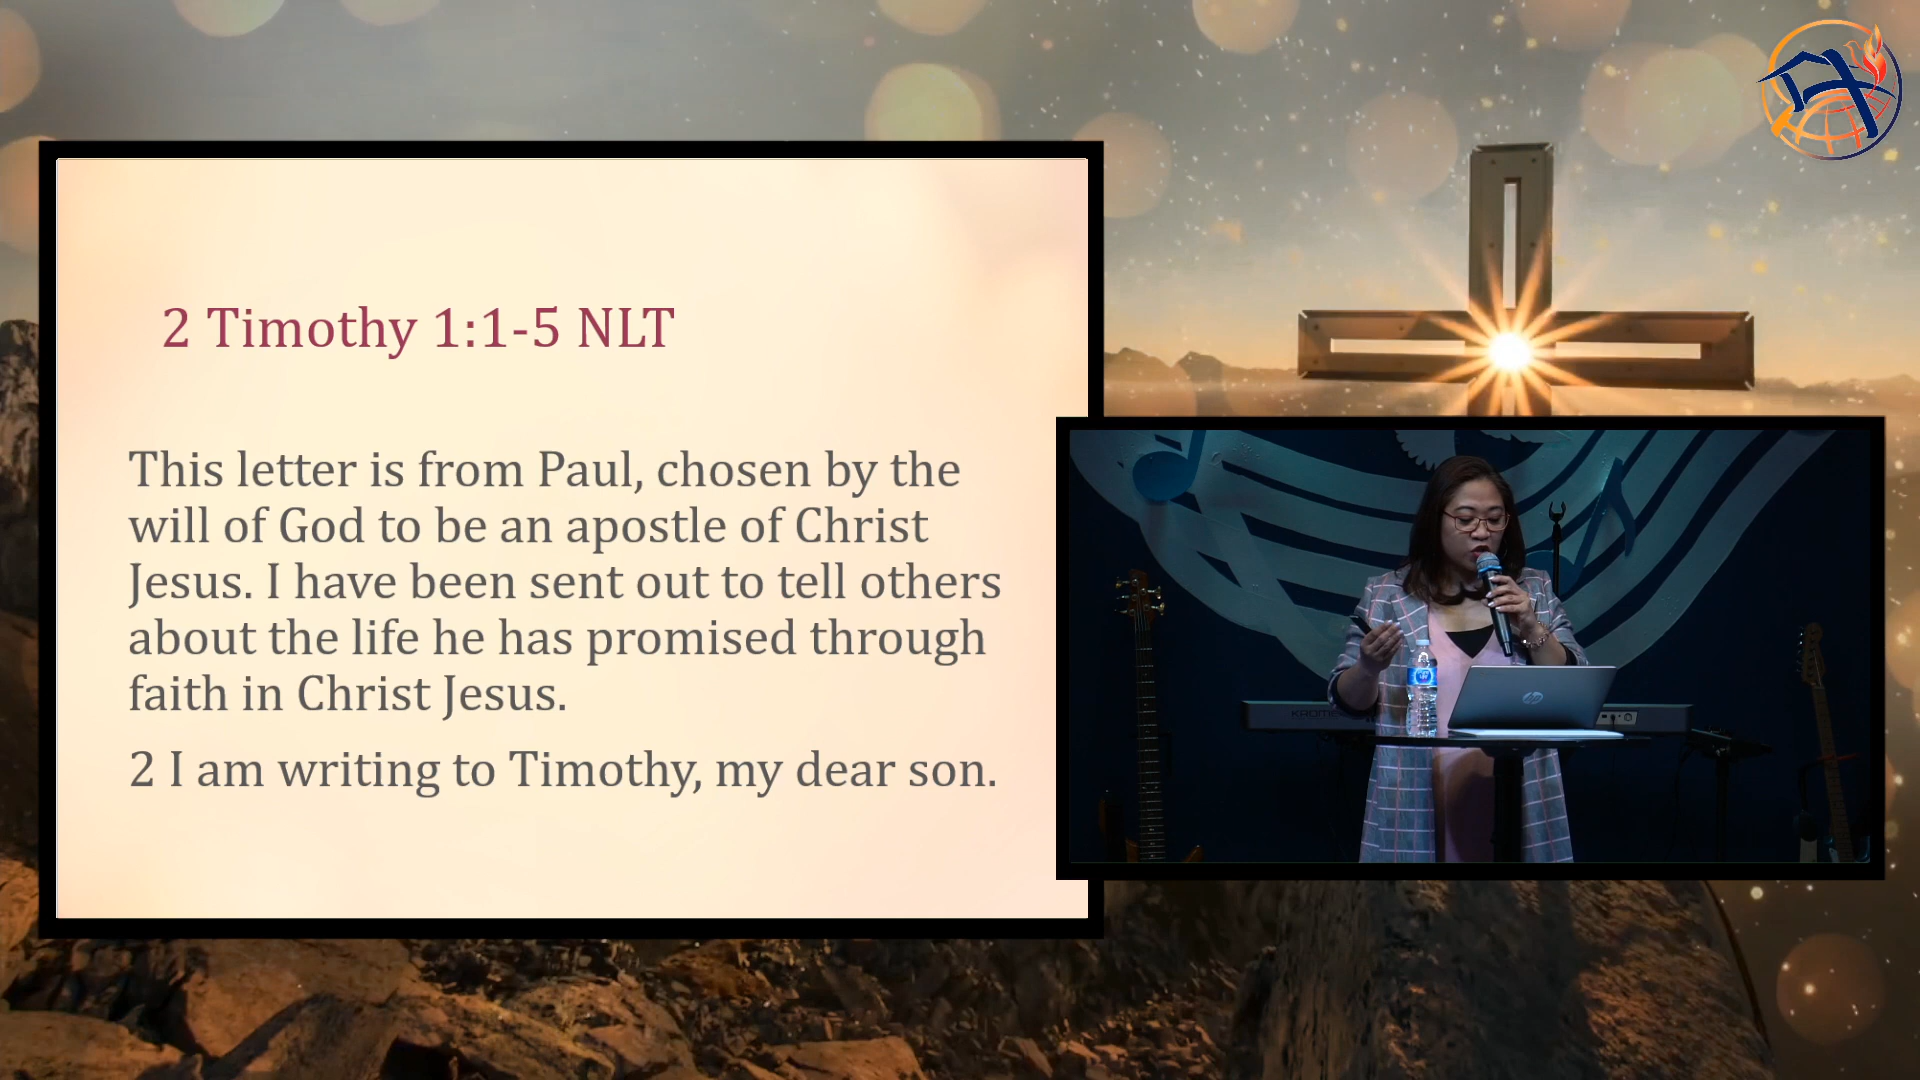 2 Timothy 1:1-5 NLT
This letter is from Paul, chosen by the
will of God to be an apostle of Christ
Jesus. I have been sent out to tell others
about the life he has promised through
faith in Christ Jesus.
2 I am writing to Timothy, my dear son.
hp